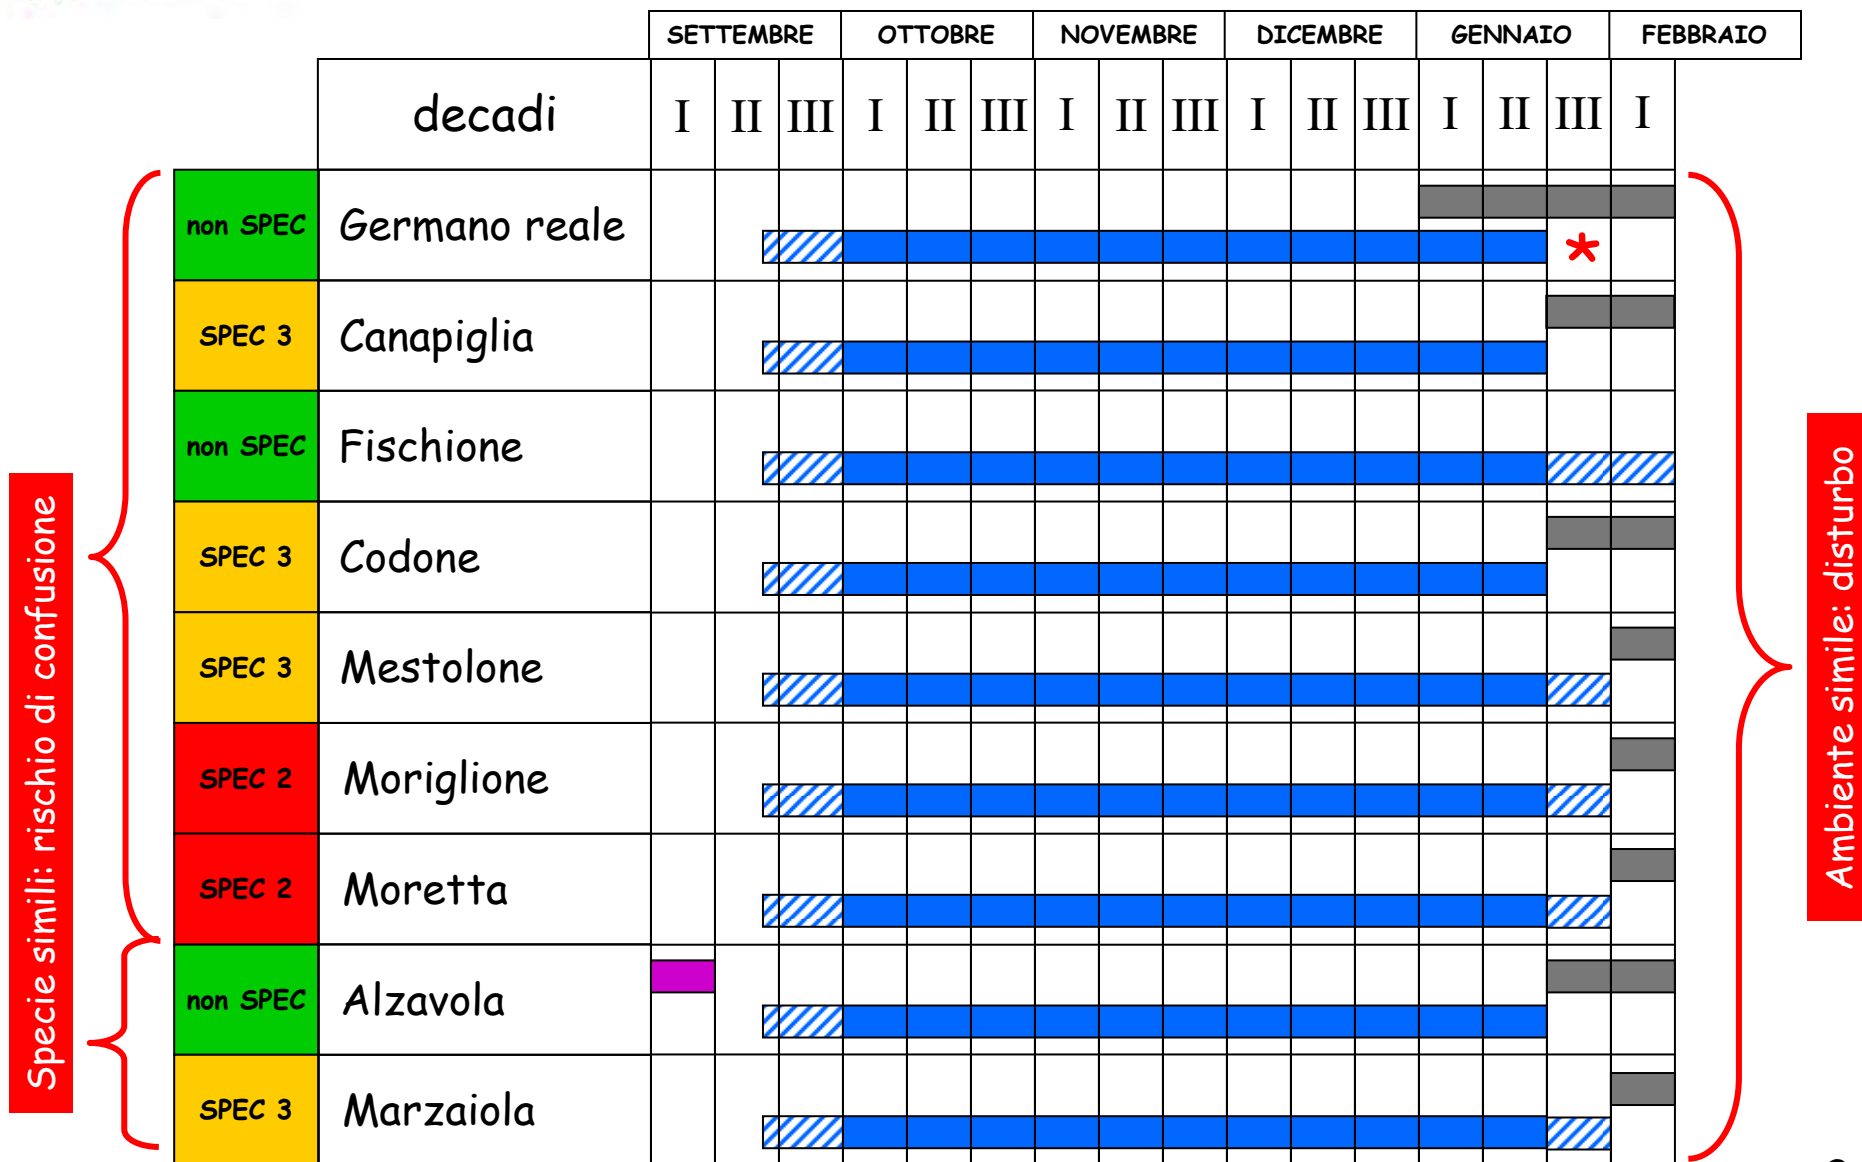 SETTEMBRE OTTOBRE NOVEMBRE DICEMBRE GENNAIO FEBBRAIO
decadi I II III I II III I II III I II III I II III I
non SPEC Germano reale
*
SPEC 3 Canapiglia
non SPEC Fischione
SPEC 3 Codone
SPEC 3 Mestolone
SPEC 2 Moriglione
SPEC 2 Moretta
non SPEC Alzavola
SPEC 3 Marzaiola
Specie simili: rischio di confusione
Ambiente simile: disturbo